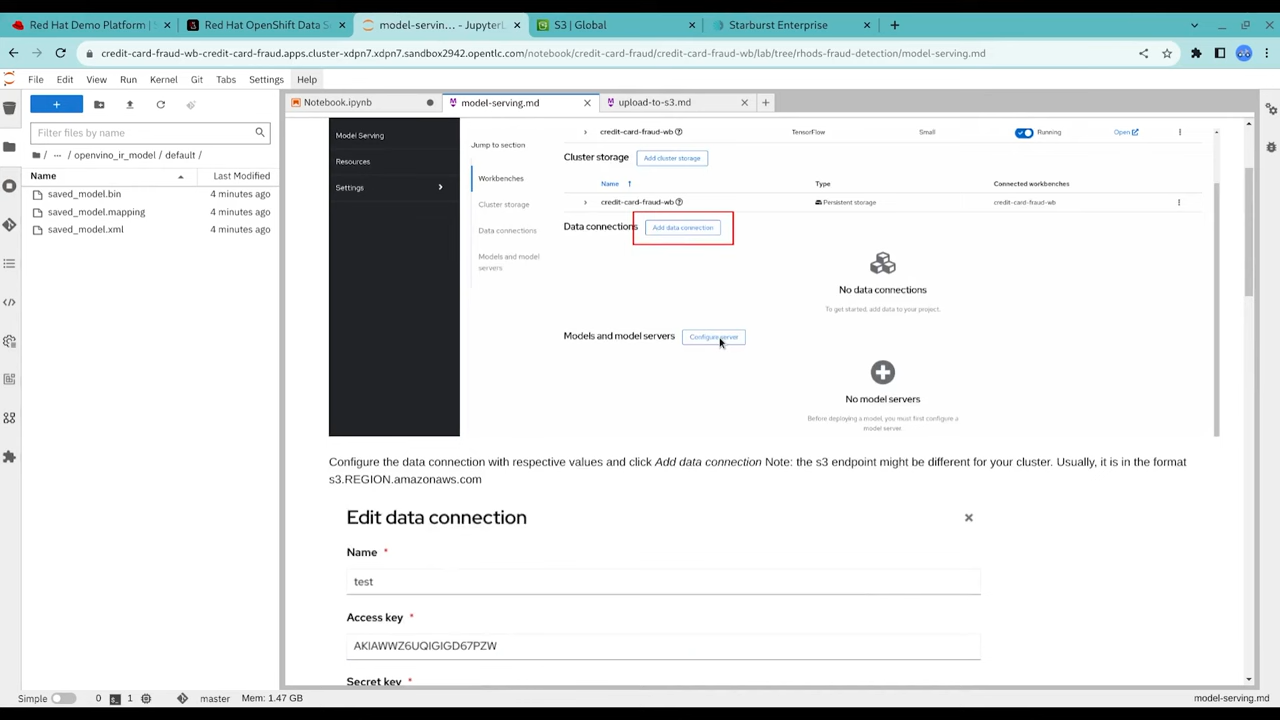 Red Hat Demo Platform | S
Red Hat OpenShift Data S
model-servin... - JupyterL
S3 | Global
Starburst Enterprise
credit-card-fraud-wb-credit-card-fraud.apps.cluster-xdpn7.xdpn7.sandbox2942.opentlc.com/notebook/credit-card-fraud/credit-card-fraud-wb/lab/tree/rhods-fraud-detection/model-serving.md
File Edit View Run Kernel Git Tabs Settings Help
Notebook.ipynb
model-serving.md
upload-to-s3.md
Filter files by name
/ ... / openvino_ir_model / default /
Name Last Modified
saved_model.bin 4 minutes ago
saved_model.mapping 4 minutes ago
saved_model.xml 4 minutes ago
Model Serving
Resources
Settings
Jump to section
Workbenches
Cluster storage
Data connections
Models and model
servers
credit-card-fraud-wb TensorFlow Small Running Open
Cluster storage Add cluster storage
Name Type Connected workbenches
credit-card-fraud-wb Persistent storage credit-card-fraud-wb
Data connections Add data connection
No data connections
To get started, add data to your project.
Models and model servers Configure server
No model servers
Before deploying a model, you must first configure a
model server
Configure the data connection with respective values and click Add data connection Note: the s3 endpoint might be different for your cluster. Usually, it is in the format
s3.REGION.amazonaws.com
Edit data connection
Name *
test
Access key *
AKIAWWZ6UQIGIGD67PZW
Secret key *
Simple 0 1 master Mem: 1.47 GB model-serving.md